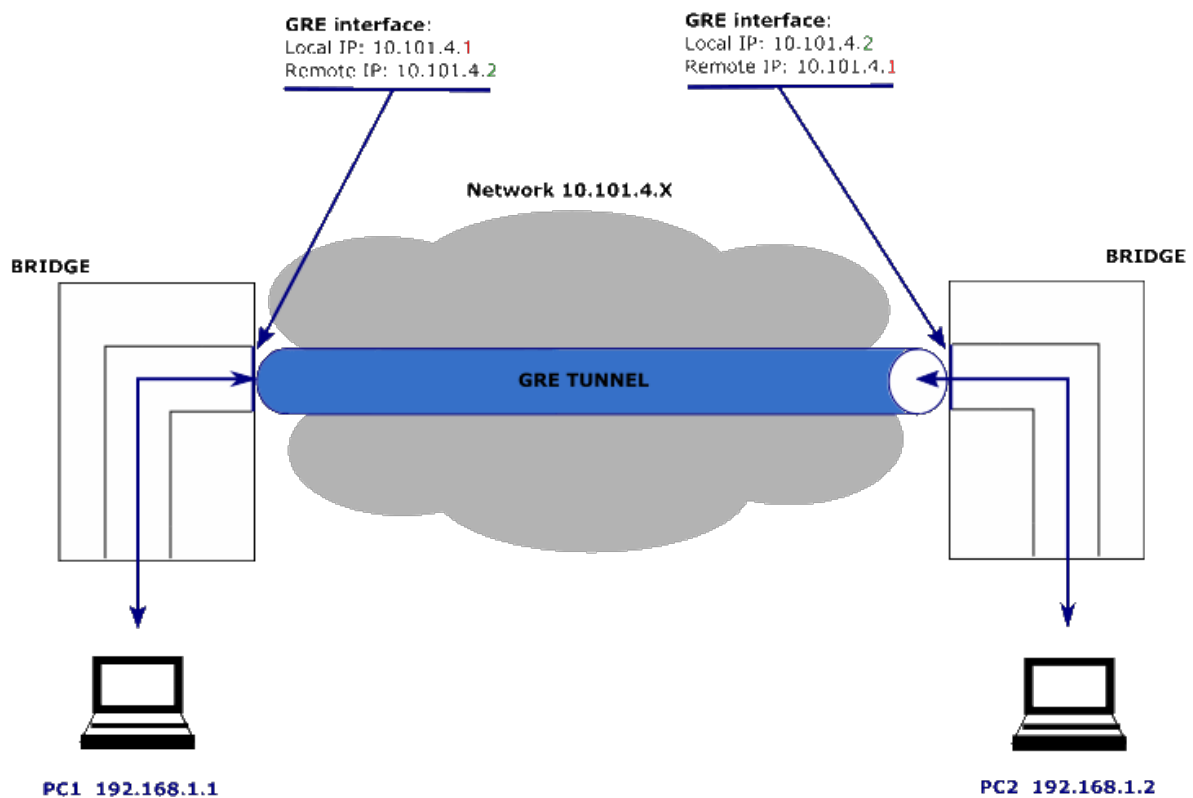 GRE interface:
Local IP: 10.101.4.1
Remote IP: 10.101.4.2
GRE interface:
Local IP: 10.101.4.2
Remote IP: 10.101.4.1
Network 10.101.4.X
BRIDGE
BRIDGE
GRE TUNNEL
PC1 192.168.1.1
PC2 192.168.1.2